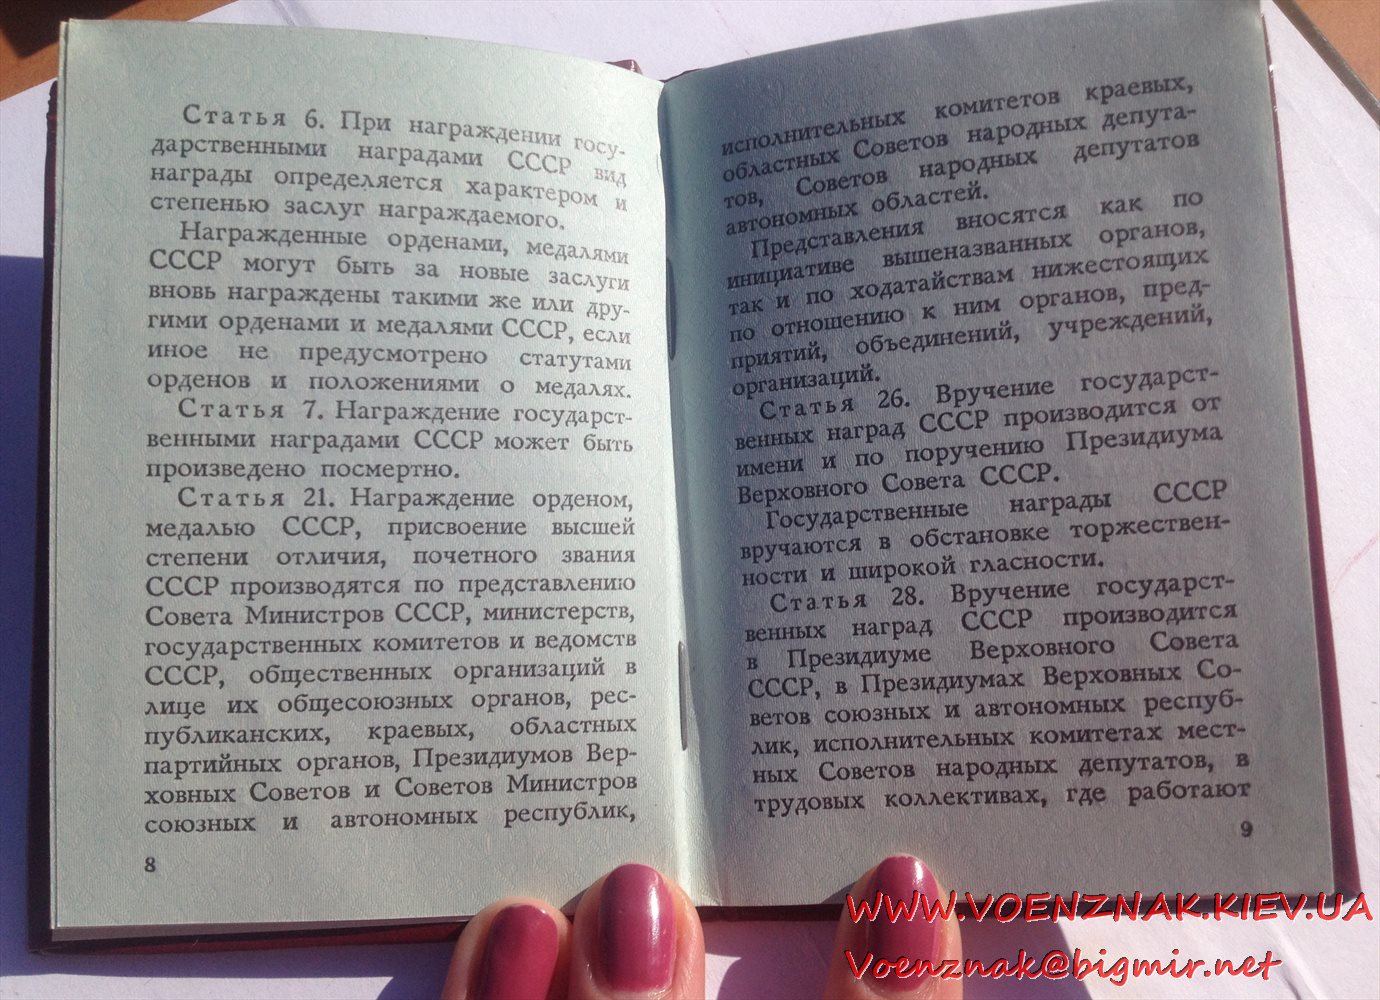 Статья 6. При награждении госу-
дарственными наградами СССР вид
награды определяется характером и
степенью заслуг награждаемого.
Награжденные орденами, медалями
СССР могут быть за новые заслуги
вновь награждены такими же или дру-
гими орденами и медалями СССР, если
иное не предусмотрено статутами
орденов и положениями о медалях.
Статья 7. Награждение государст-
венными наградами СССР может быть
произведено посмертно.
Статья 21. Награждение орденом,
медалью СССР, присвоение высшей
степени отличия, почетного звания
СССР производятся по представлению
Совета Министров СССР, министерств,
государственных комитетов и ведомств
СССР, общественных организаций в
лице их общесоюзных органов, рес-
публиканских, краевых, областных
партийных органов, Президиумов Вер-
ховных Советов и Советов Министров
союзных и автономных республик,
8
исполнительных комитетов краевых,
областных Советов народных депута-
тов, Советов народных депутатов
автономных областей.
Представления вносятся как по
инициативе вышеназванных органов,
так и по ходатайствам нижестоящих
по отношению к ним органов, пред-
приятий, объединений, учреждений,
организаций.
Статья 26. Вручение государст-
венных наград СССР производится от
имени и по поручению Президиума
Верховного Совета СССР.
Государственные награды СССР
вручаются в обстановке торжествен-
ности и широкой гласности.
Статья 28. Вручение государст-
венных наград СССР производится
в Президиуме Верховного Совета
СССР, в Президиумах Верховных Со-
ветов союзных и автономных респуб-
лик, исполнительных комитетах мест-
ных Советов народных депутатов, в
трудовых коллективах, где работают
9
WWW.VOENZNAK.KIEV.UA
Voenznak@bigmir.net